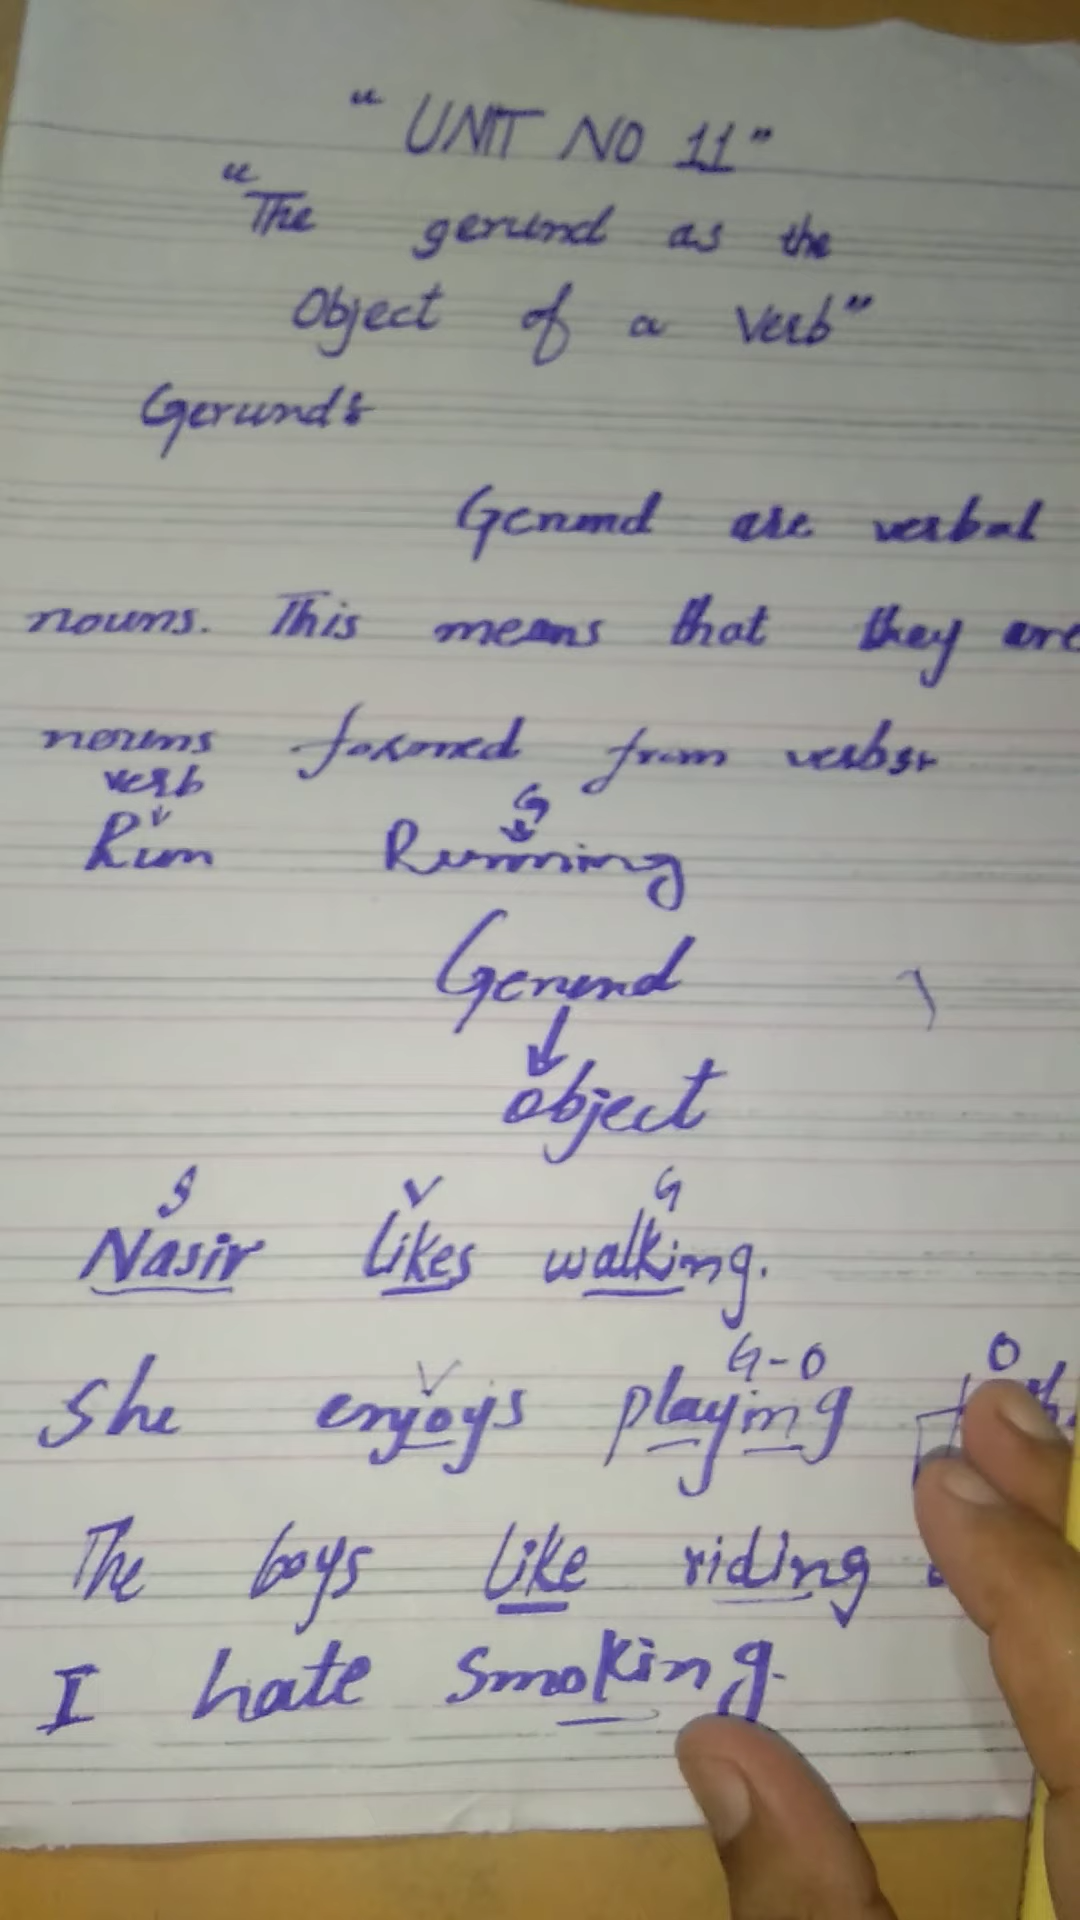 " UNIT NO 11"
"The gerund as the
Object of a Verb"
Gerund:
Gerund are verbal
nouns. This means that they are
nouns formed from verbs.
verb G
Run Running
Gerund
object
S V G
Nasir likes walking.
V G-O O
She enjoys playing
The boys like riding
I hate smoking.